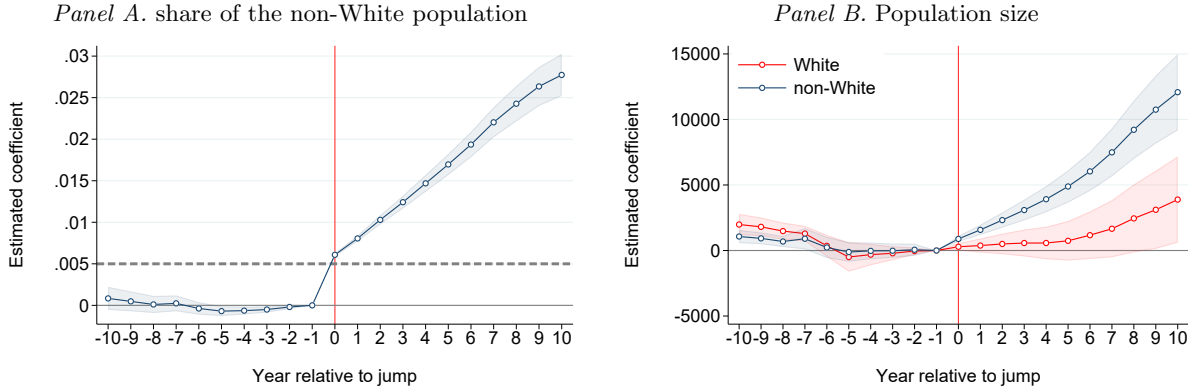 Panel A. share of the non-White population
.03
.025
.02
.015
.01
.005
0
Estimated coefficient
-10 -9 -8 -7 -6 -5 -4 -3 -2 -1 0 1 2 3 4 5 6 7 8 9 10
Year relative to jump
Panel B. Population size
White
non-White
15000
10000
5000
0
-5000
Estimated coefficient
-10 -9 -8 -7 -6 -5 -4 -3 -2 -1 0 1 2 3 4 5 6 7 8 9 10
Year relative to jump